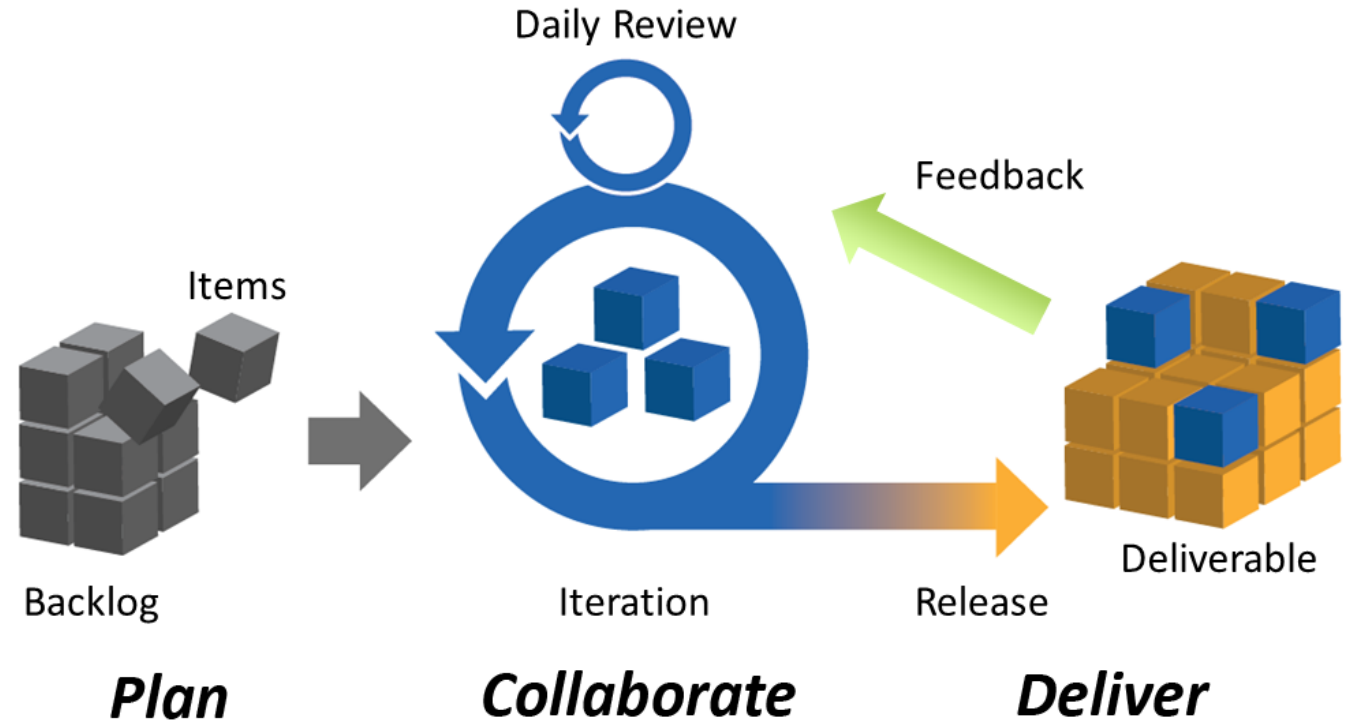 Daily Review
Feedback
Items
Deliverable
Backlog
Iteration
Release
Plan
Collaborate
Deliver